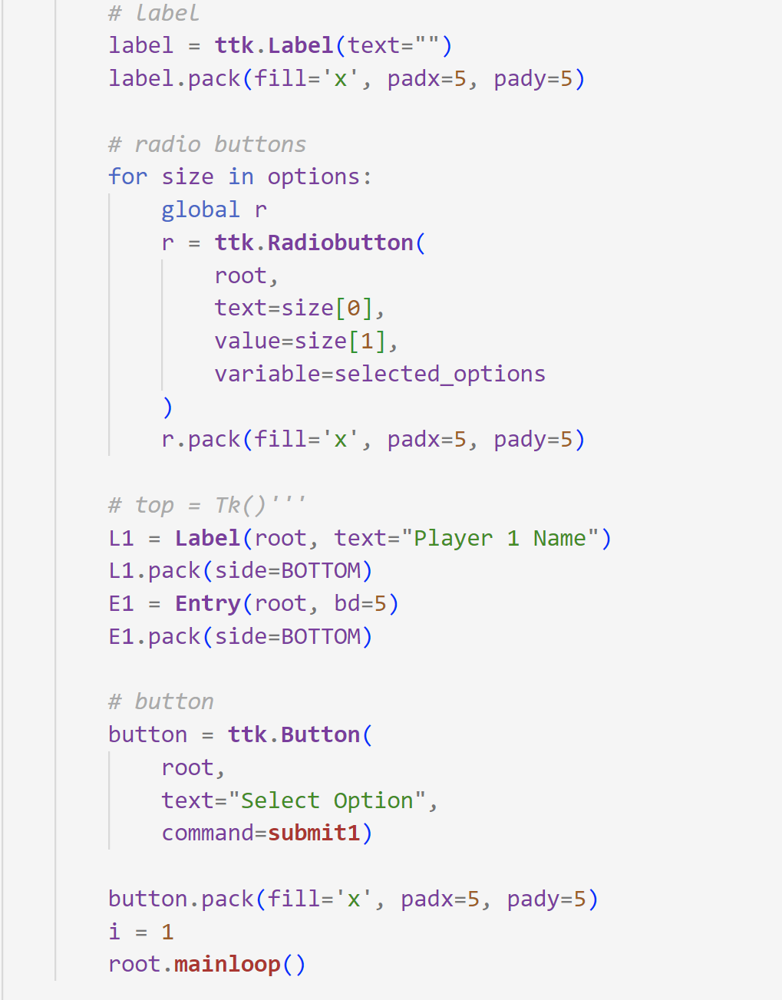 # label
label = ttk.Label(text="")
label.pack(fill='x', padx=5, pady=5)
# radio buttons
for size in options:
global r
r = ttk.Radiobutton(
root,
text=size[0],
value=size[1],
variable=selected_options
)
r.pack(fill='x', padx=5, pady=5)
# top = Tk()'''
L1 = Label(root, text="Player 1 Name")
L1.pack(side=BOTTOM)
E1 = Entry(root, bd=5)
E1.pack(side=BOTTOM)
# button
button = ttk.Button(
root,
text="Select Option",
command=submit1)
button.pack(fill='x', padx=5, pady=5)
i = 1
root.mainloop()